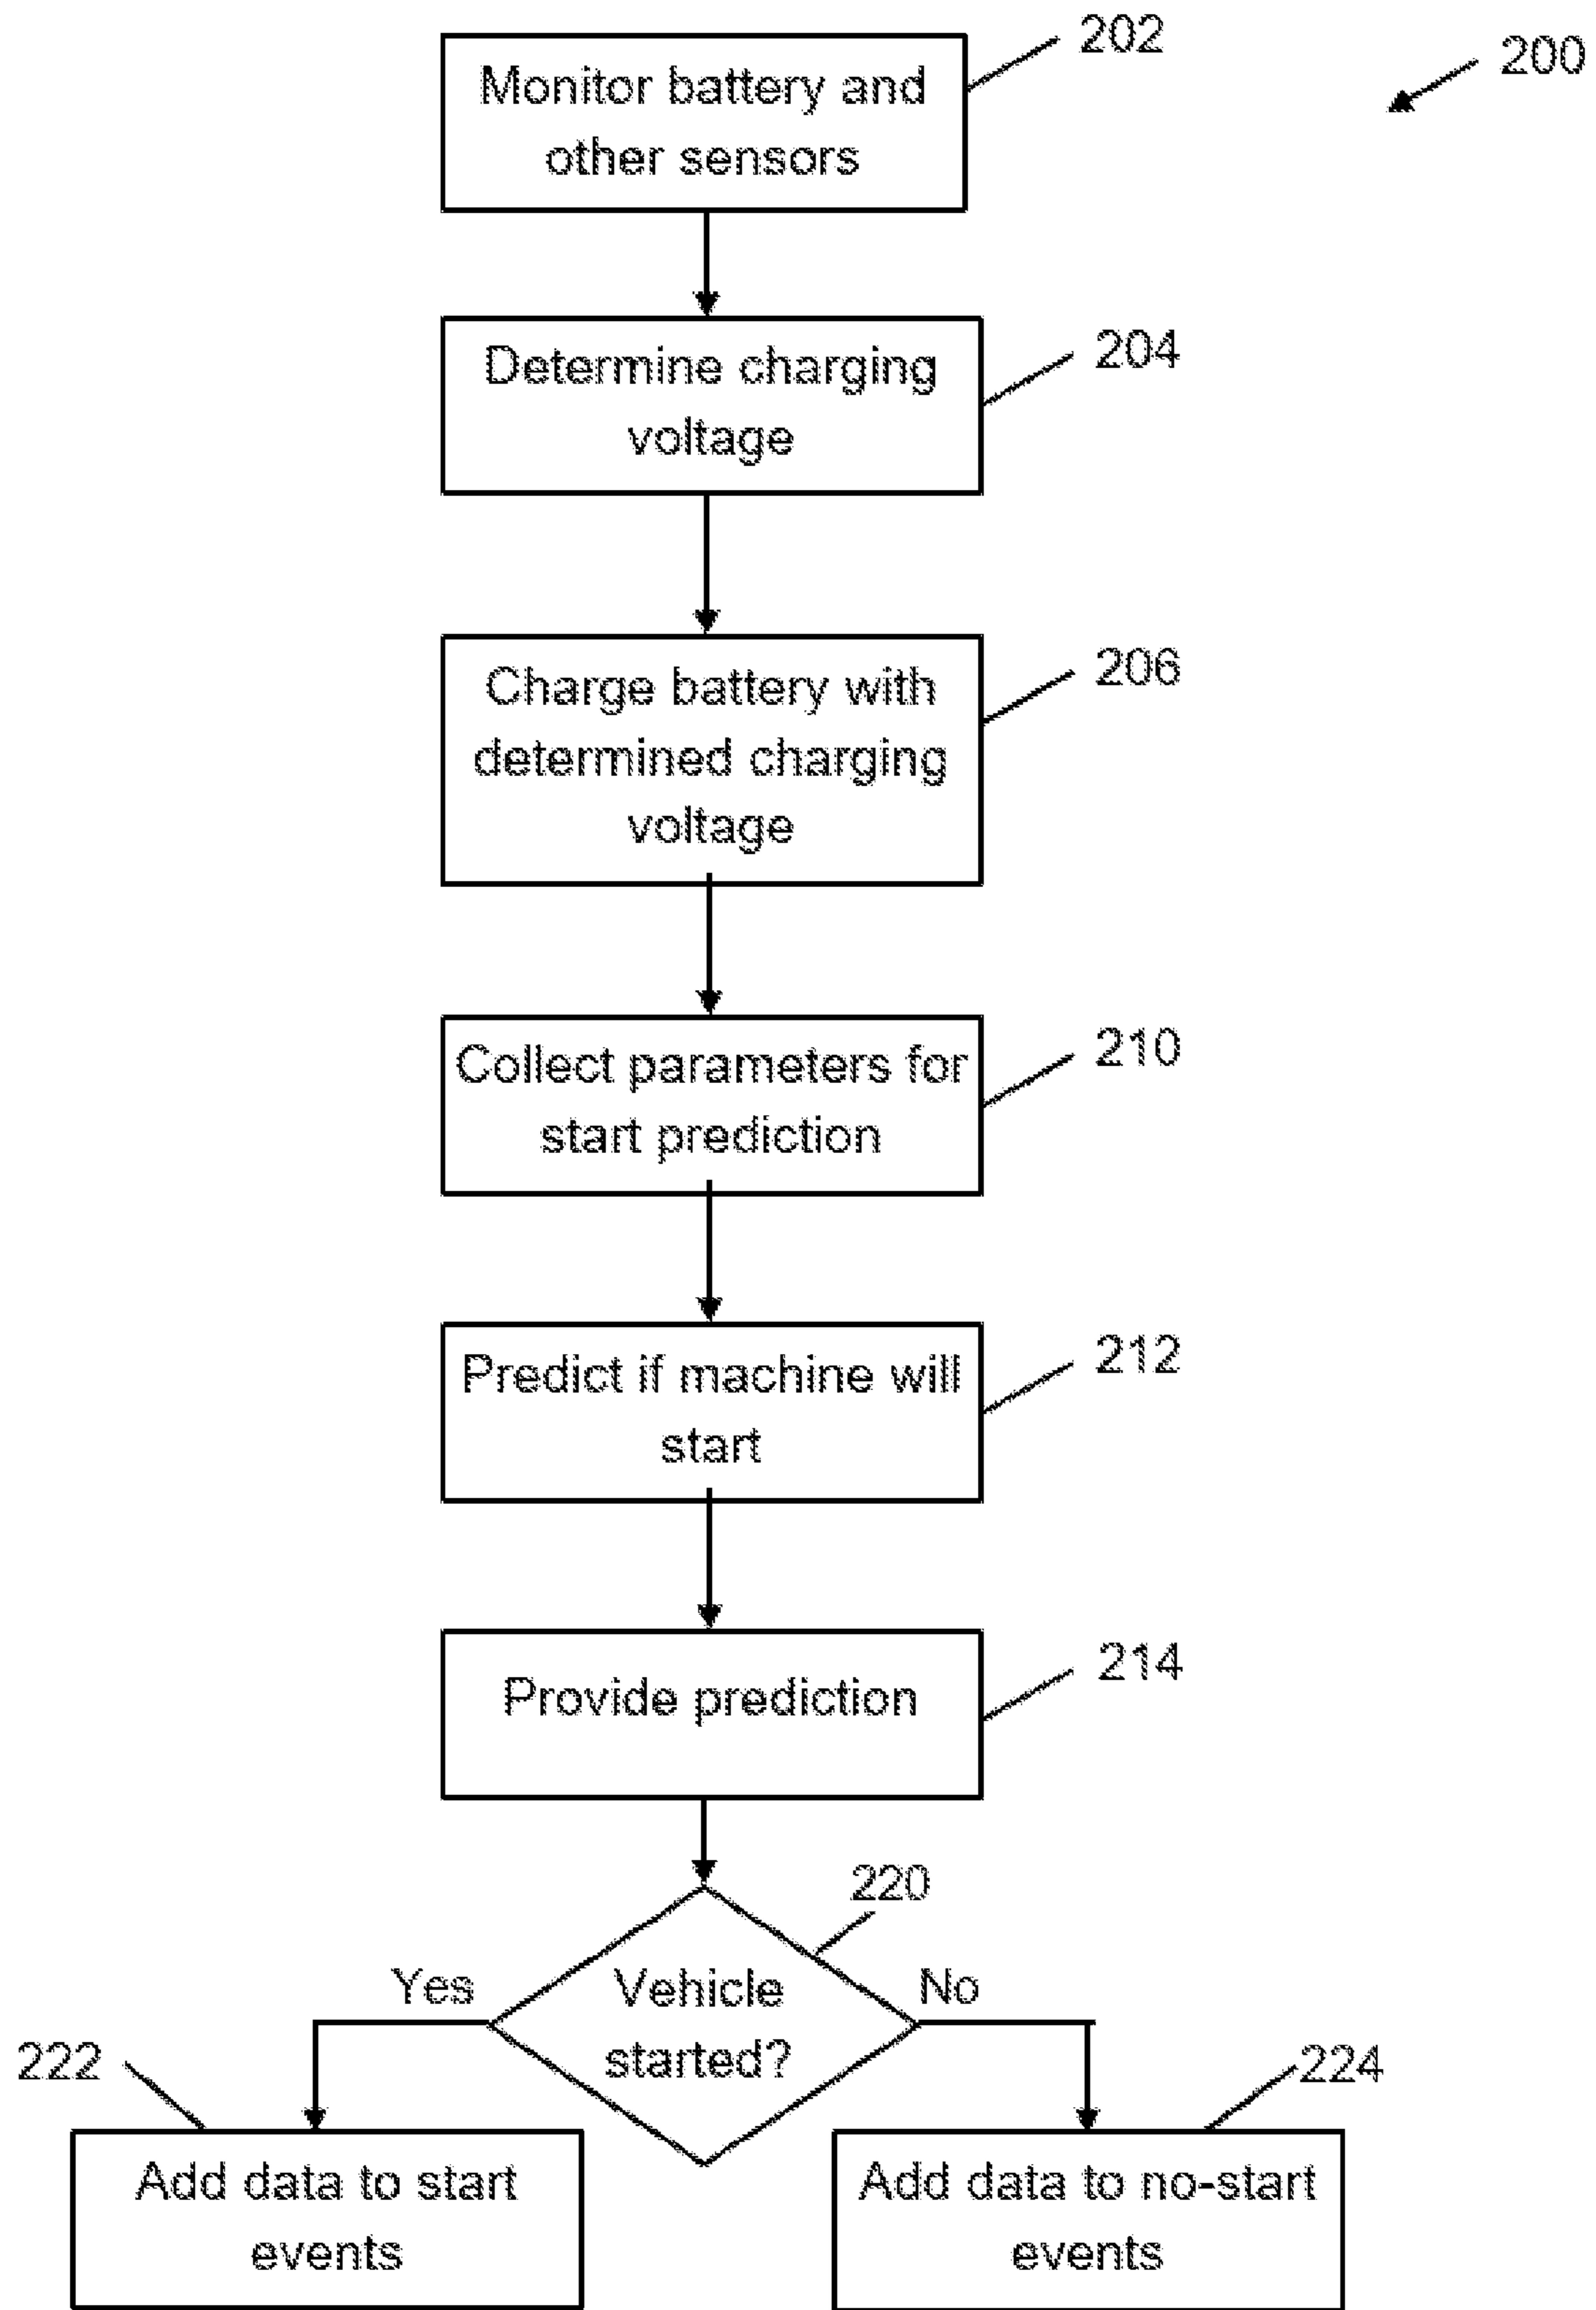 202
200
Monitor battery and
other sensors
204
Determine charging
voltage
206
Charge battery with
determined charging
voltage
210
Collect parameters for
start prediction
212
Predict if machine will
start
214
Provide prediction
220
Yes
No
Vehicle
started?
222
224
Add data to start
events
Add data to no-start
events